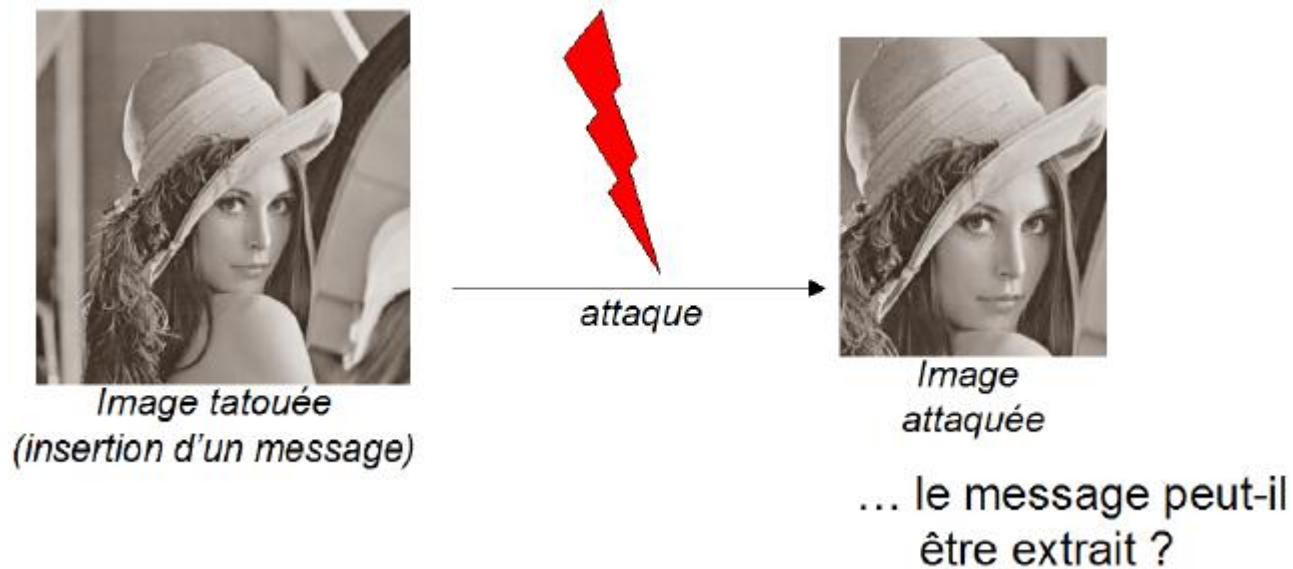 attaque
Image tatouée
(insertion d'un message)
Image
attaquée
... le message peut-il
être extrait ?